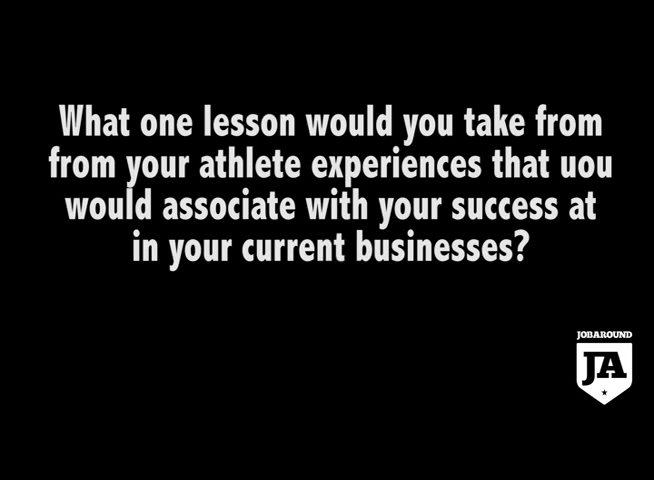 What one lesson would you take from
from your athlete experiences that uou
would associate with your success at
in your current businesses?
JOBAROUND
JA